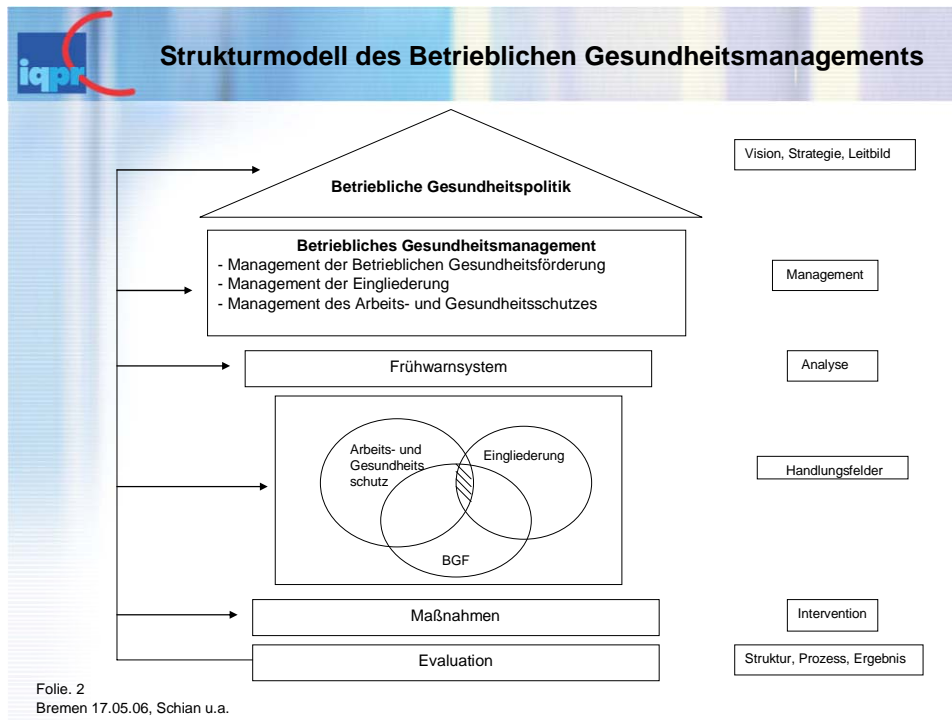 iqpr
Strukturmodell des Betrieblichen Gesundheitsmanagements
Betriebliche Gesundheitspolitik
Vision, Strategie, Leitbild
Betriebliches Gesundheitsmanagement
- Management der Betrieblichen Gesundheitsförderung
- Management der Eingliederung
- Management des Arbeits- und Gesundheitsschutzes
Management
Frühwarnsystem
Analyse
Arbeits- und
Gesundheits
schutz
Eingliederung
BGF
Handlungsfelder
Maßnahmen
Intervention
Evaluation
Struktur, Prozess, Ergebnis
Folie. 2
Bremen 17.05.06, Schian u.a.